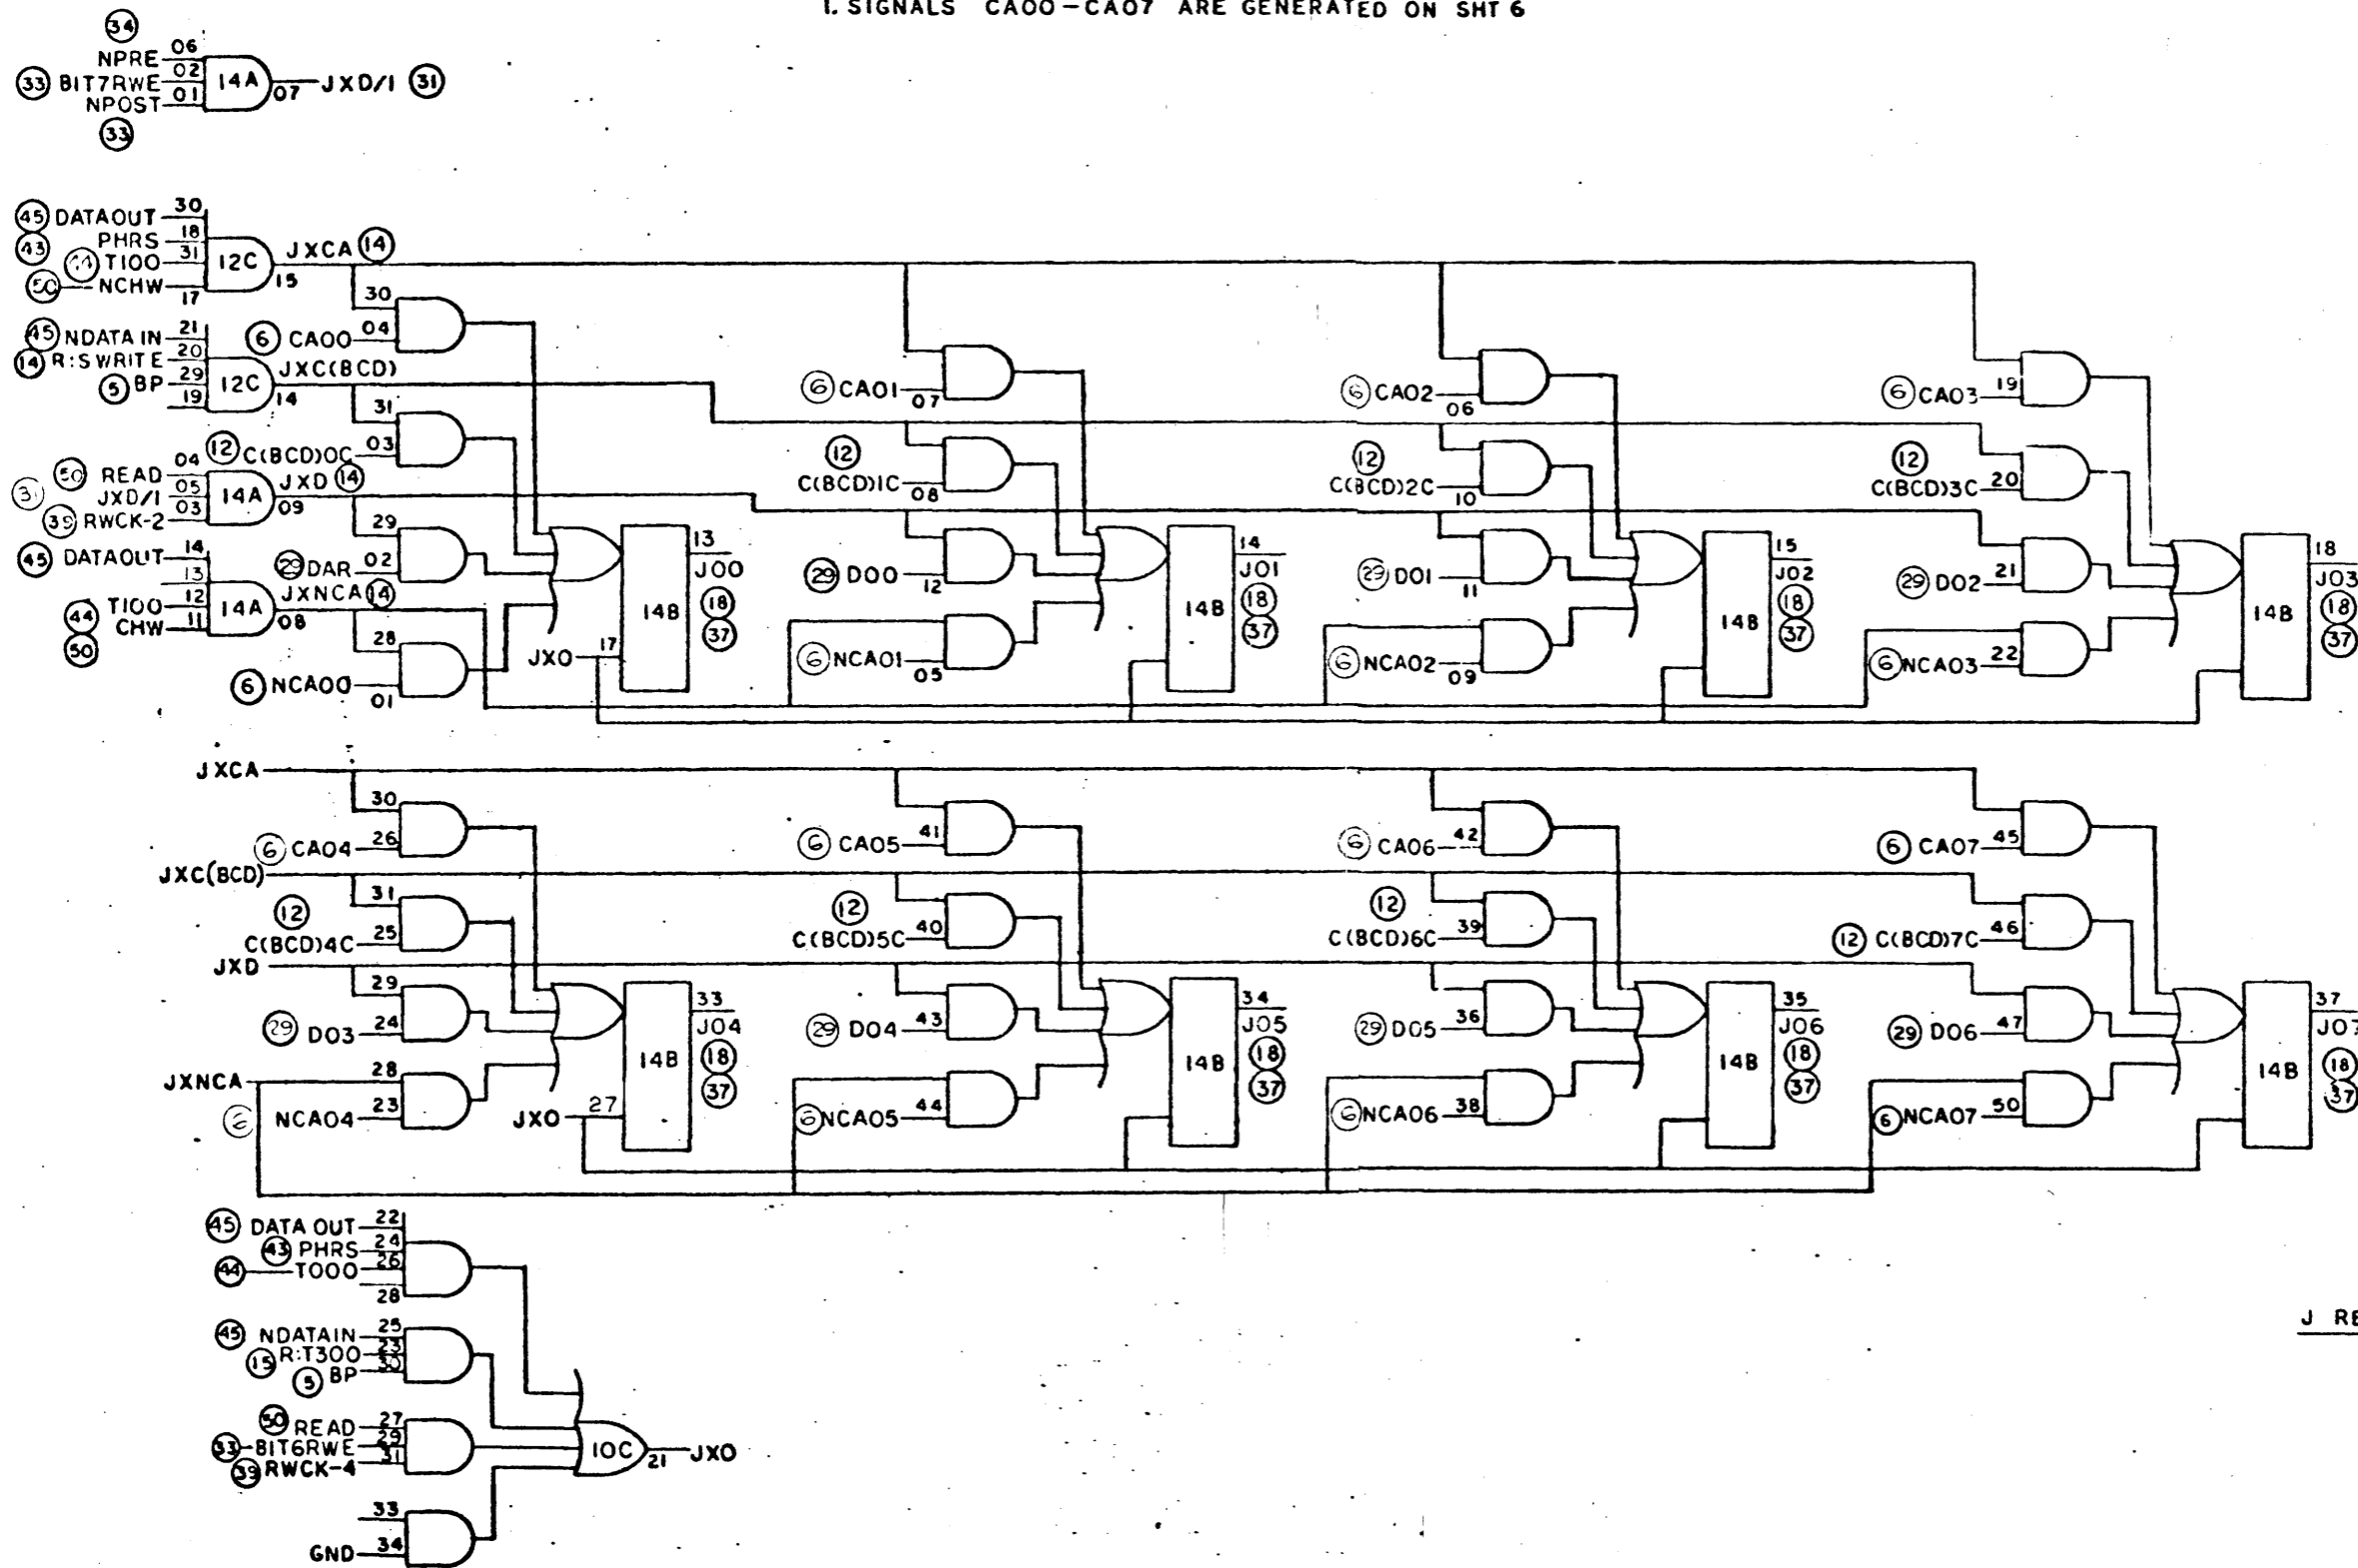 1. SIGNALS CA00-CA07 ARE GENERATED ON SHT 6
34
NPRE 06
33 BIT7RWE 02 14A 07 JXD/1 31
NPOST 01
33
45 DATAOUT 30
43 PHRS 18
44 T100 31 12C 15 JXCA 14
50 NCHW 17
30
6 CA00 04
45 NDATA IN 21
14 R:SWRITE 20
5 BP 29 12C 14 JXC(BCD)
19
31
12 C(BCD)0C 03
50 READ 04
31 JXD/1 05 14A 09 JXD 14
39 RWCK-2 03
29
29 DAR 02
45 DATAOUT 14
13
44 T100 12 14A 08 JXNCA 14
50 CHW 11
28
6 NCA00 01
JX0 17 14B 13 J00 18 37
6 CA01 07
12 C(BCD)1C 08
29 D00 12
6 NCA01 05
14B 14 J01 18 37
6 CA02 06
12 C(BCD)2C 10
29 D01 11
6 NCA02 09
14B 15 J02 18 37
6 CA03 19
12 C(BCD)3C 20
29 D02 21
6 NCA03 22
14B 18 J03 18 37
JXCA 30
6 CA04 26
JXC(BCD) 31
12 C(BCD)4C 25
JXD 29
29 D03 24
JXNCA 28
6 NCA04 23
JX0 27 14B 33 J04 18 37
6 CA05 41
12 C(BCD)5C 40
29 D04 43
6 NCA05 44
14B 34 J05 18 37
6 CA06 42
12 C(BCD)6C 39
29 D05 36
6 NCA06 38
14B 35 J06 18 37
6 CA07 45
12 C(BCD)7C 46
29 D06 47
6 NCA07 50
14B 37 J07 18 37
45 DATA OUT 22
43 PHRS 24
44 T000 26
28
45 NDATAIN 25
15 R:T300 23
5 BP 30
50 READ 27
33 BIT6RWE 29 10C 21 JX0
39 RWCK-4 31
33
GND 34
J RE